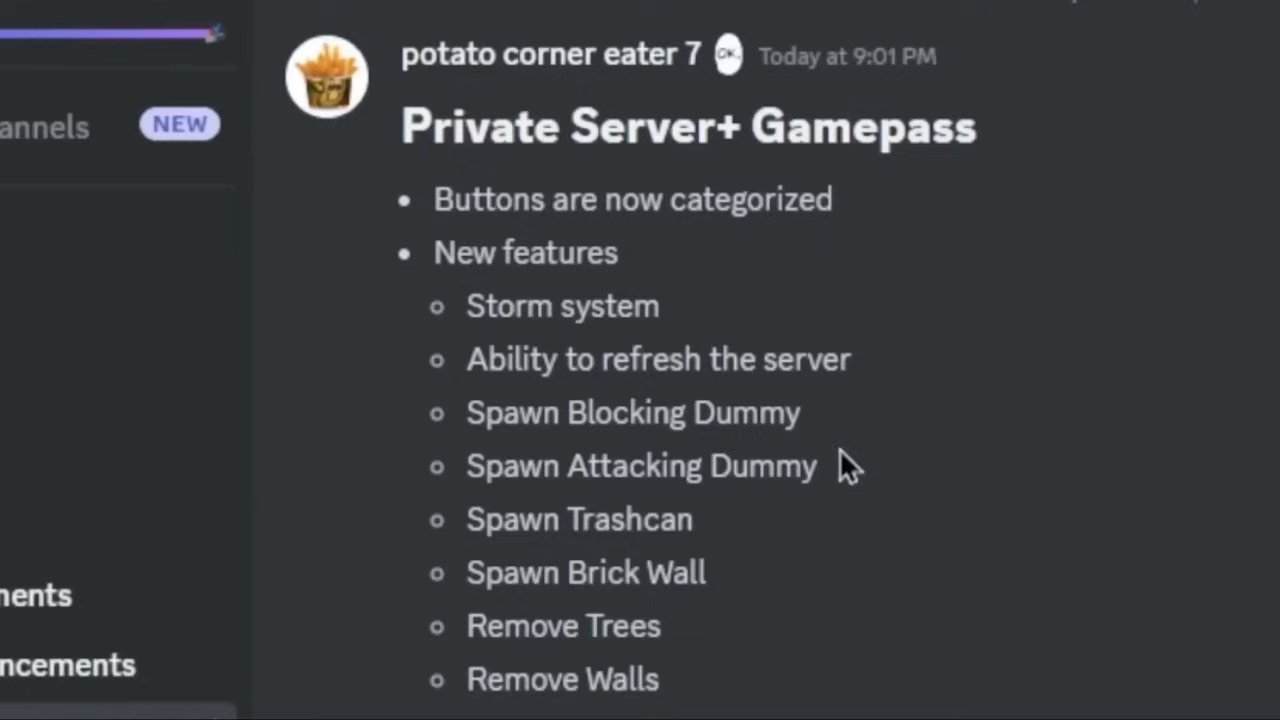 potato corner eater 7 OK. Today at 9:01 PM
annels NEW
Private Server+ Gamepass
• Buttons are now categorized
• New features
◦ Storm system
◦ Ability to refresh the server
◦ Spawn Blocking Dummy
◦ Spawn Attacking Dummy
◦ Spawn Trashcan
◦ Spawn Brick Wall
ments
◦ Remove Trees
ncements
◦ Remove Walls